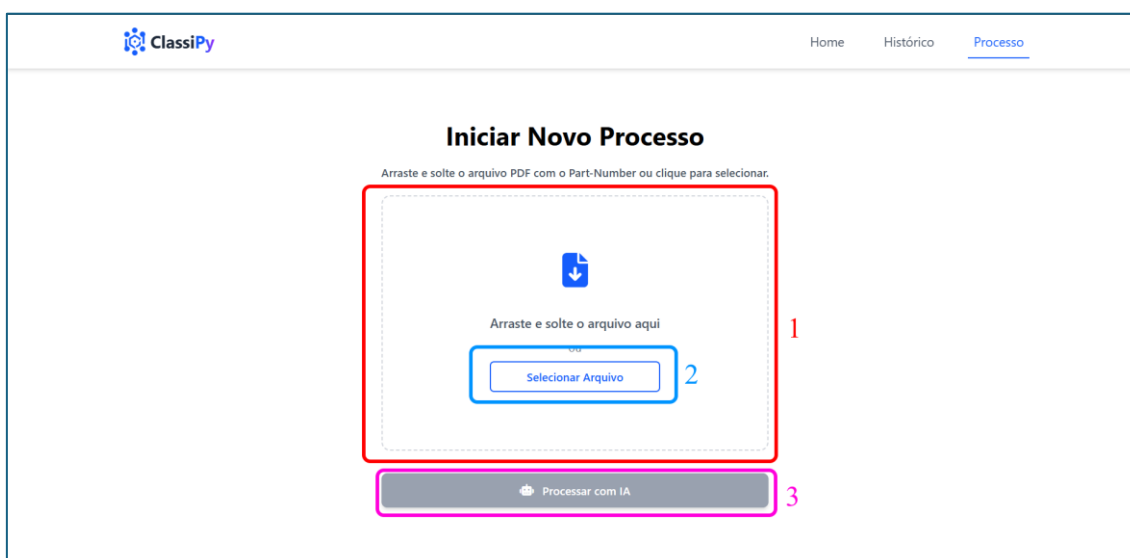 ClassiPy
Home Histórico Processo
Iniciar Novo Processo
Arraste e solte o arquivo PDF com o Part-Number ou clique para selecionar.
Arraste e solte o arquivo aqui
ou
1
Selecionar Arquivo
2
Processar com IA
3